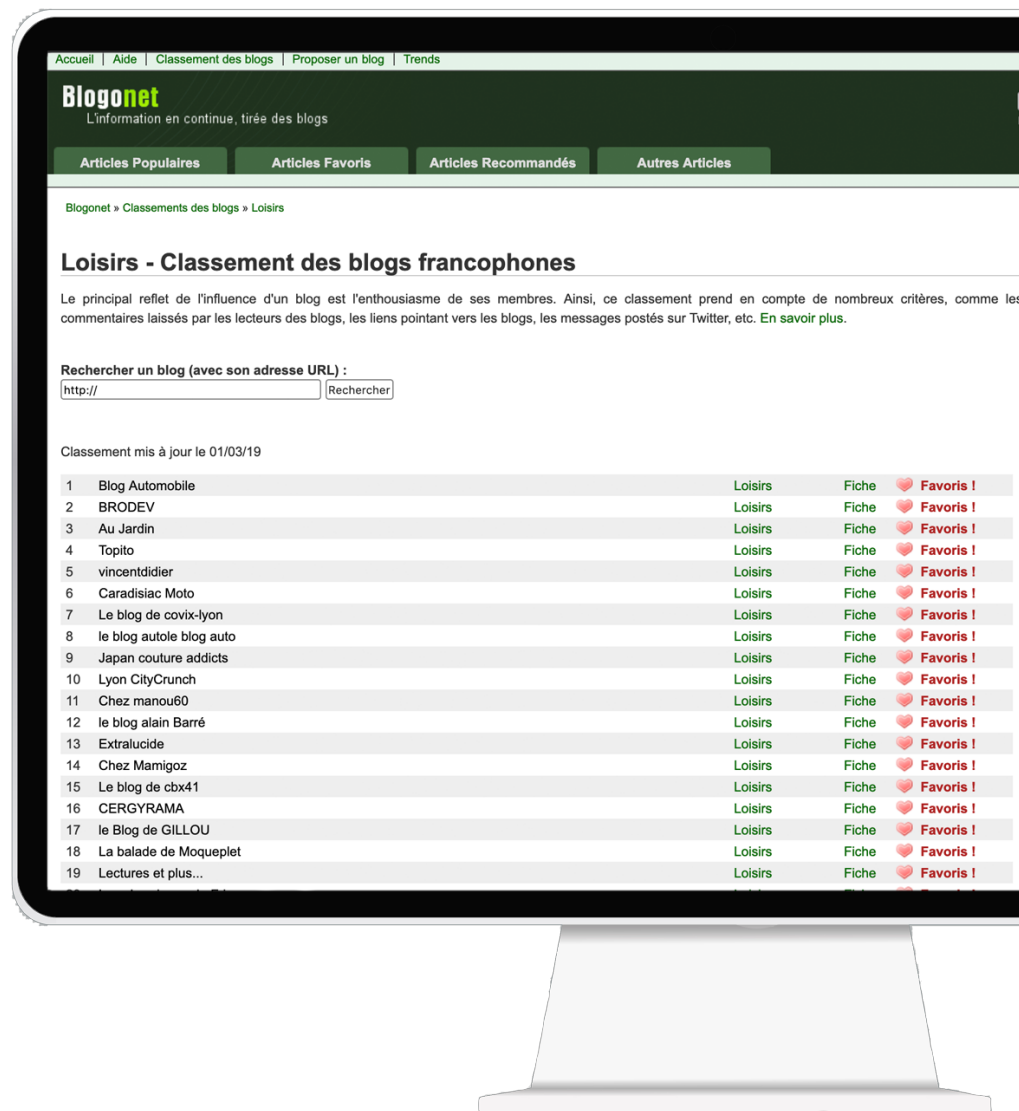 Accueil | Aide | Classement des blogs | Proposer un blog | Trends
Blogonet
L'information en continue, tirée des blogs
Articles Populaires Articles Favoris Articles Recommandés Autres Articles
Blogonet » Classements des blogs » Loisirs
Loisirs - Classement des blogs francophones
Le principal reflet de l'influence d'un blog est l'enthousiasme de ses membres. Ainsi, ce classement prend en compte de nombreux critères, comme les
commentaires laissés par les lecteurs des blogs, les liens pointant vers les blogs, les messages postés sur Twitter, etc. En savoir plus.
Rechercher un blog (avec son adresse URL) :
http:// Rechercher
Classement mis à jour le 01/03/19
1 Blog Automobile Loisirs Fiche Favoris !
2 BRODEV Loisirs Fiche Favoris !
3 Au Jardin Loisirs Fiche Favoris !
4 Topito Loisirs Fiche Favoris !
5 vincentdidier Loisirs Fiche Favoris !
6 Caradisiac Moto Loisirs Fiche Favoris !
7 Le blog de covix-lyon Loisirs Fiche Favoris !
8 le blog autole blog auto Loisirs Fiche Favoris !
9 Japan couture addicts Loisirs Fiche Favoris !
10 Lyon CityCrunch Loisirs Fiche Favoris !
11 Chez manou60 Loisirs Fiche Favoris !
12 le blog alain Barré Loisirs Fiche Favoris !
13 Extralucide Loisirs Fiche Favoris !
14 Chez Mamigoz Loisirs Fiche Favoris !
15 Le blog de cbx41 Loisirs Fiche Favoris !
16 CERGYRAMA Loisirs Fiche Favoris !
17 le Blog de GILLOU Loisirs Fiche Favoris !
18 La balade de Moqueplet Loisirs Fiche Favoris !
19 Lectures et plus... Loisirs Fiche Favoris !